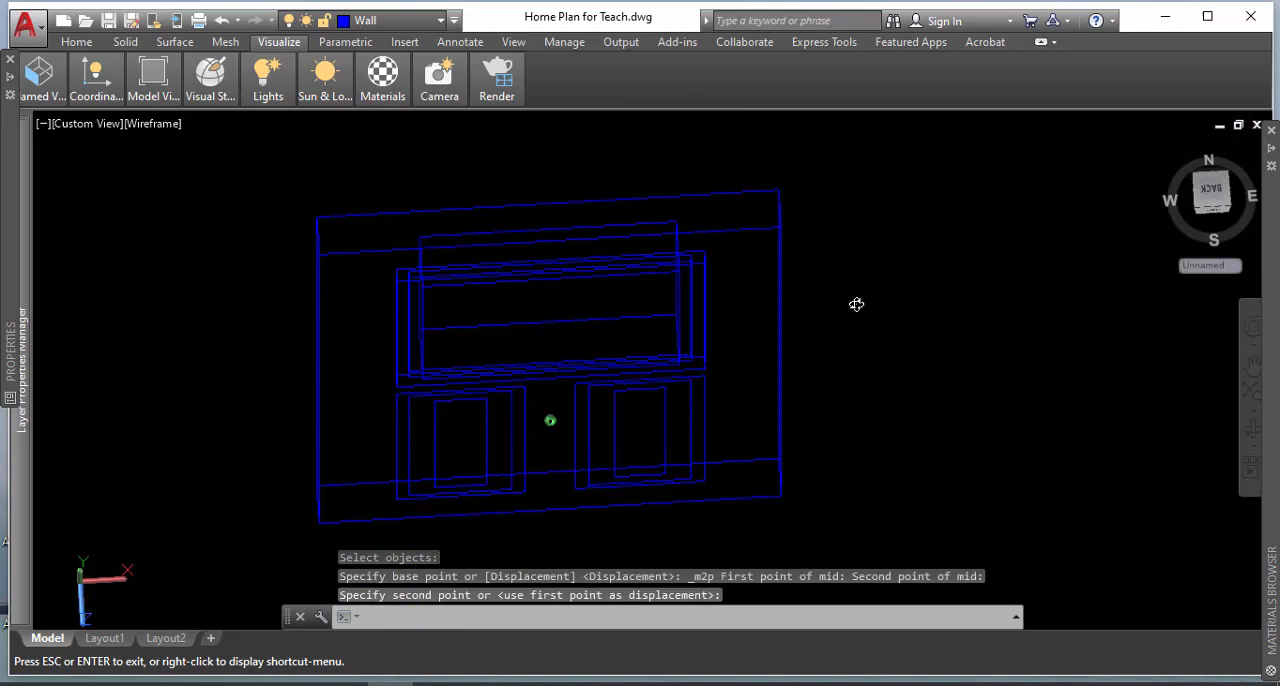 Wall
Home Plan for Teach.dwg
Type a keyword or phrase
Sign In
Home Solid Surface Mesh Visualize Parametric Insert Annotate View Manage Output Add-ins Collaborate Express Tools Featured Apps Acrobat
amed V... Coordina... Model Vi... Visual St... Lights Sun & Lo... Materials Camera Render
[−][Custom View][Wireframe]
N
W
BACK
E
S
Unnamed
PROPERTIES
Layer Properties Manager
MATERIALS BROWSER
Y
X
Z
Select objects:
Specify base point or [Displacement] <Displacement>: _m2p First point of mid: Second point of mid:
Specify second point or <use first point as displacement>:
Model Layout1 Layout2 +
Press ESC or ENTER to exit, or right-click to display shortcut-menu.